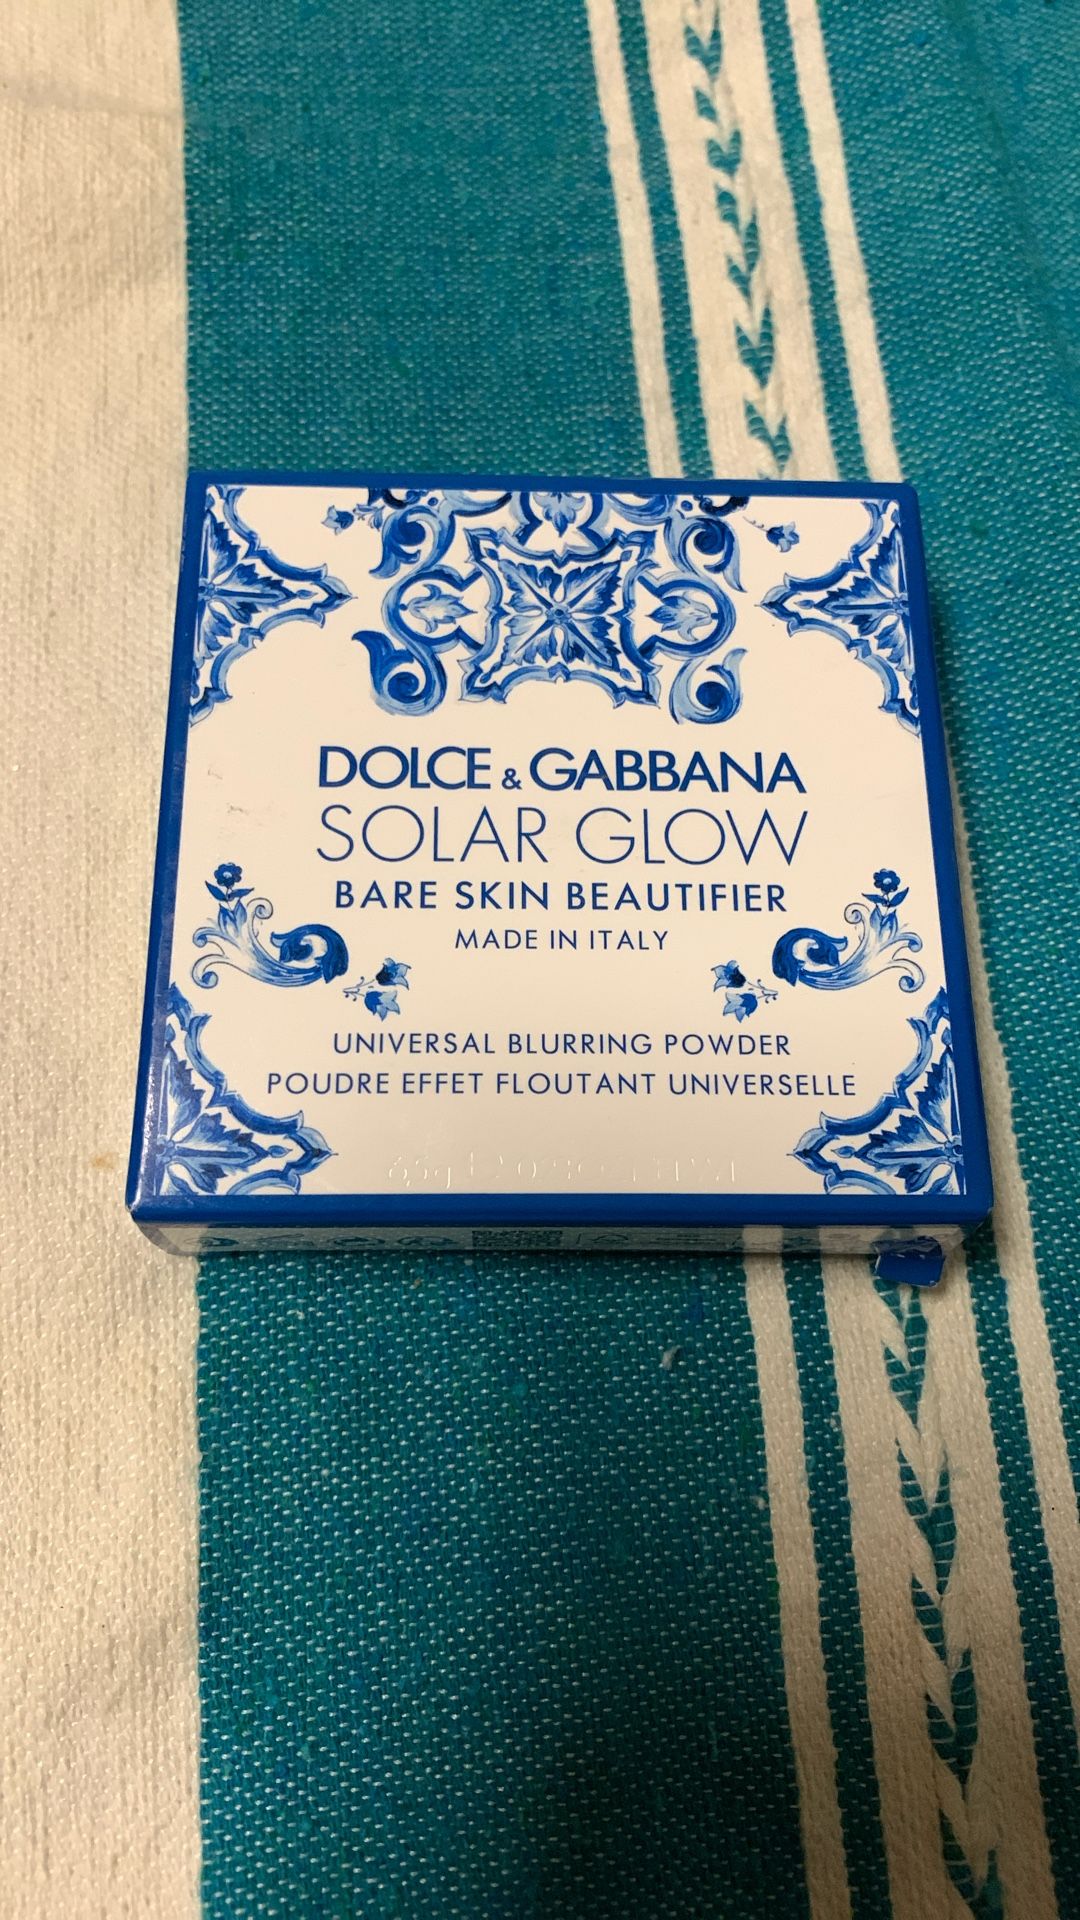 DOLCE & GABBANA
SOLAR GLOW
BARE SKIN BEAUTIFIER
MADE IN ITALY
UNIVERSAL BLURRING POWDER
POUDRE EFFET FLOUTANT UNIVERSELLE